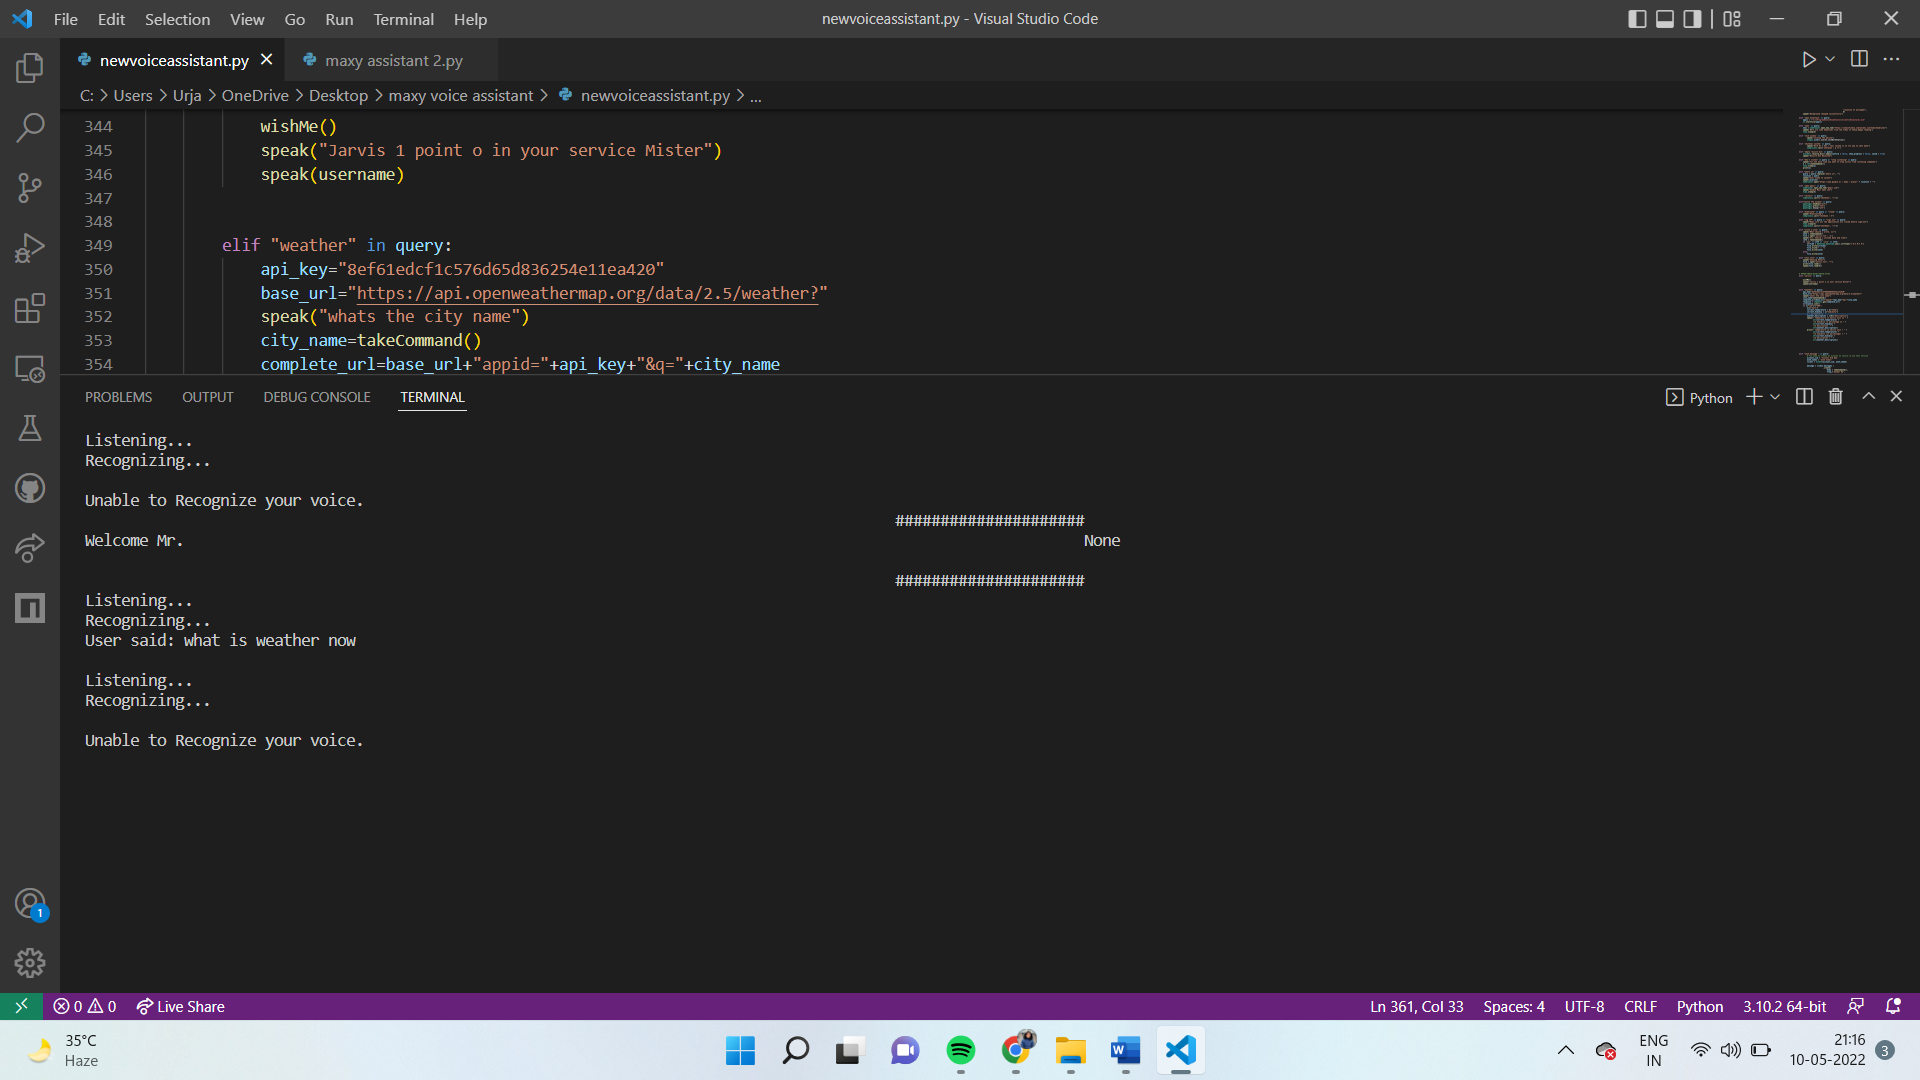 File Edit Selection View Go Run Terminal Help
newvoiceassistant.py - Visual Studio Code
newvoiceassistant.py
maxy assistant 2.py
C: > Users > Urja > OneDrive > Desktop > maxy voice assistant > newvoiceassistant.py > ...
344 wishMe()
345 speak("Jarvis 1 point o in your service Mister")
346 speak(username)
347
348
349 elif "weather" in query:
350 api_key="8ef61edcf1c576d65d836254e11ea420"
351 base_url="https://api.openweathermap.org/data/2.5/weather?"
352 speak("whats the city name")
353 city_name=takeCommand()
354 complete_url=base_url+"appid="+api_key+"&q="+city_name
PROBLEMS OUTPUT DEBUG CONSOLE TERMINAL
Python
Listening...
Recognizing...
Unable to Recognize your voice.
#####################
Welcome Mr. None
#####################
Listening...
Recognizing...
User said: what is weather now
Listening...
Recognizing...
Unable to Recognize your voice.
1
0 0 Live Share
Ln 361, Col 33 Spaces: 4 UTF-8 CRLF Python 3.10.2 64-bit
35°C
Haze
ENG
IN
21:16
10-05-2022
3